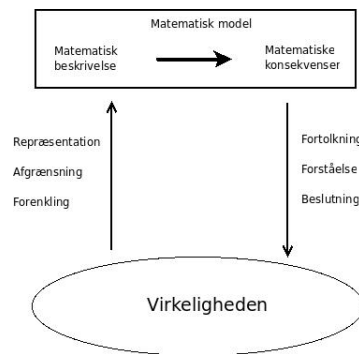 Matematisk model
Matematisk
beskrivelse
Matematiske
konsekvenser
Repræsentation
Afgrænsning
Forenkling
Fortolkning
Forståelse
Beslutning
Virkeligheden